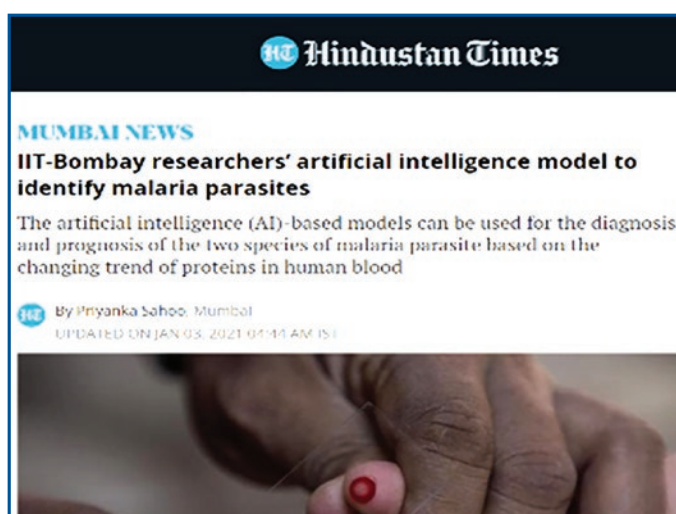 HT Hindustan Times
MUMBAI NEWS
IIT-Bombay researchers’ artificial intelligence model to
identify malaria parasites
The artificial intelligence (AI)-based models can be used for the diagnosis
and prognosis of the two species of malaria parasite based on the
changing trend of proteins in human blood
HT By Priyanka Sahoo, Mumbai
UPDATED ON JAN 03, 2021 04:44 AM IST